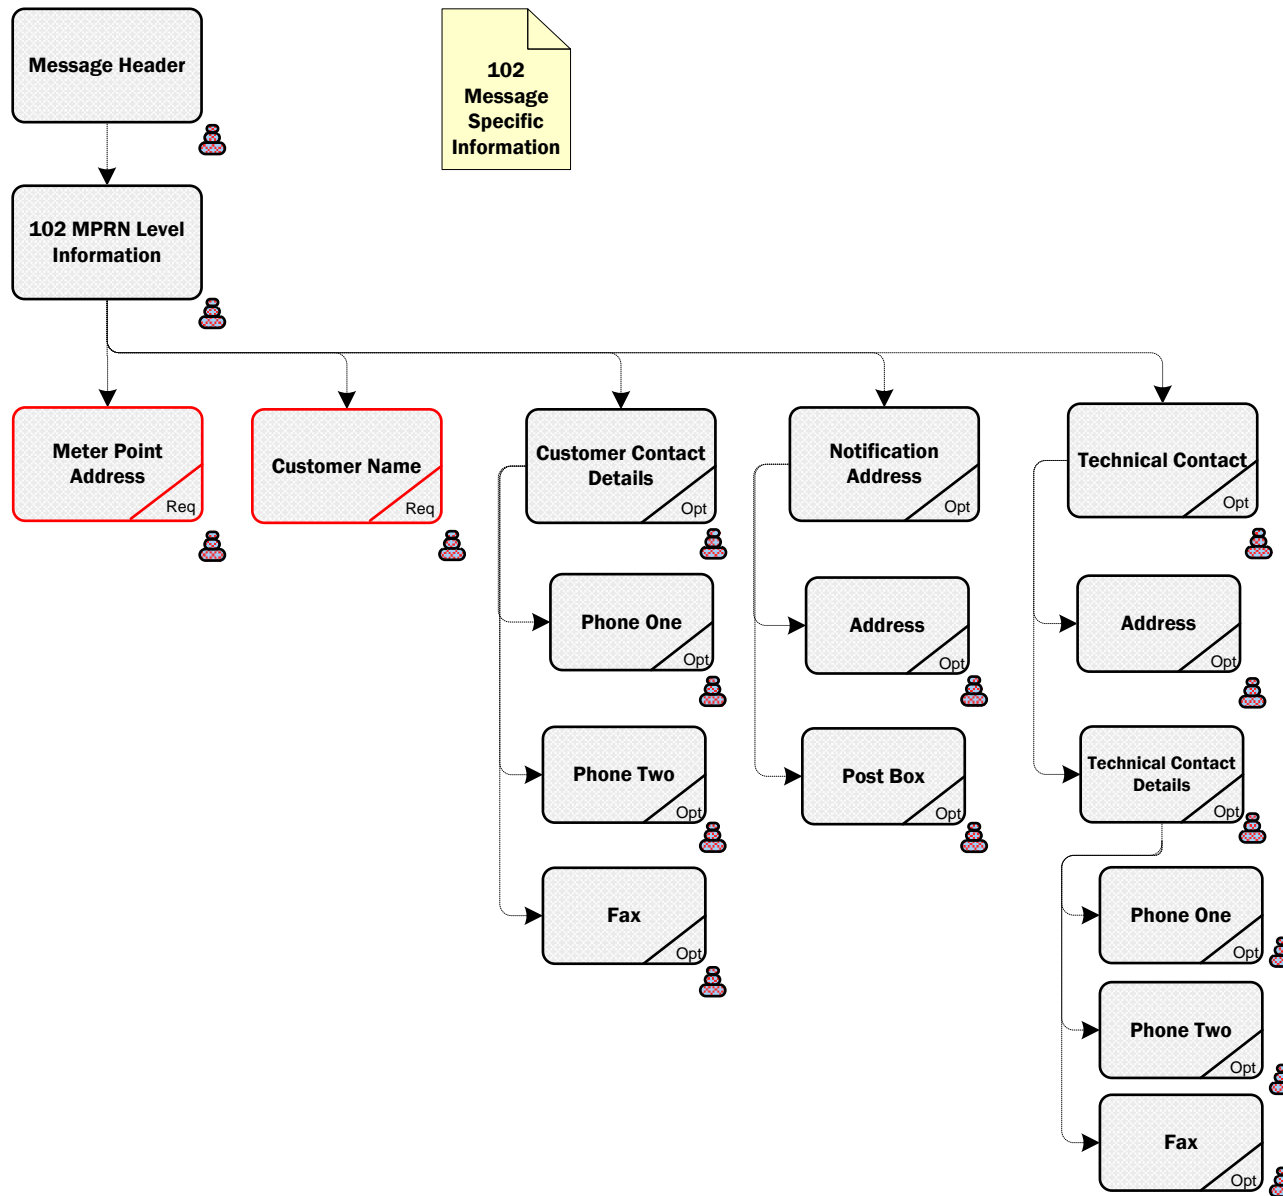 Message Header
102
Message
Specific
Information
102 MPRN Level
Information
Meter Point
Address
Req
Customer Name
Req
Customer Contact
Details
Opt
Notification
Address
Opt
Technical Contact
Opt
Phone One
Opt
Address
Opt
Address
Opt
Phone Two
Opt
Post Box
Opt
Technical Contact
Details
Opt
Fax
Opt
Phone One
Opt
Phone Two
Opt
Fax
Opt